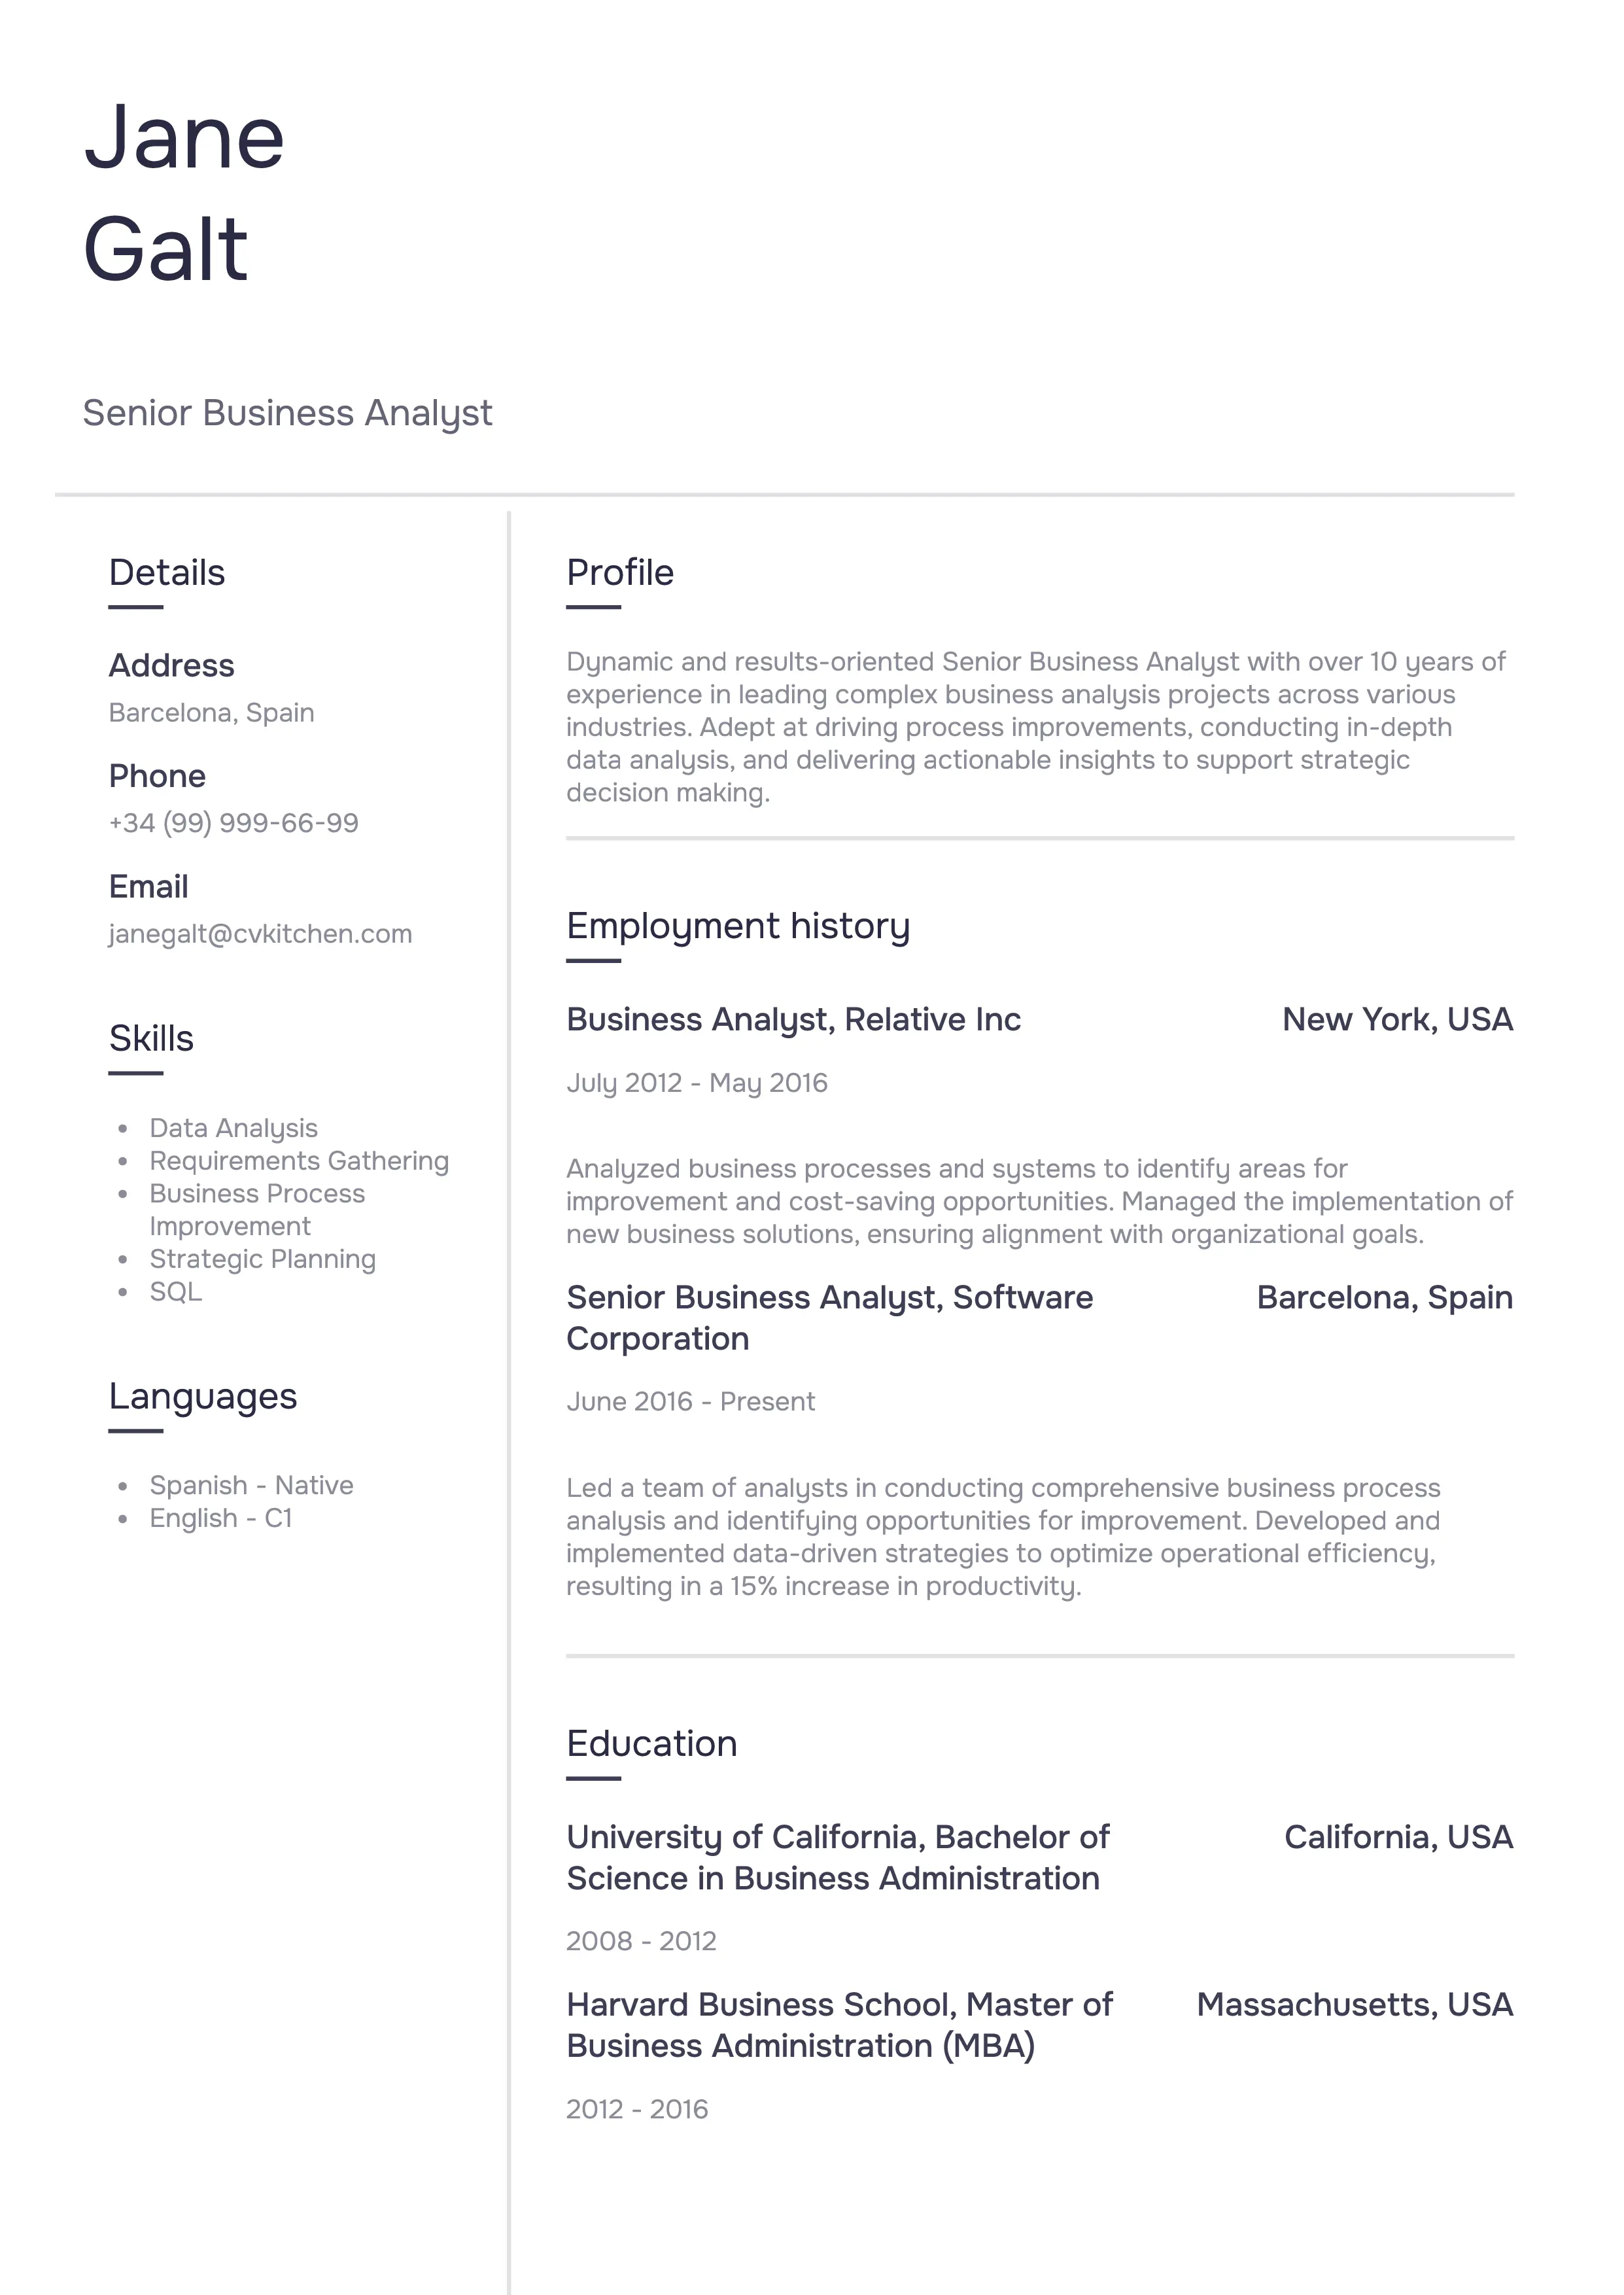 Jane
Galt
Senior Business Analyst
Details
Address
Barcelona, Spain
Phone
+34 (99) 999-66-99
Email
janegalt@cvkitchen.com
Skills
• Data Analysis
• Requirements Gathering
• Business Process
Improvement
• Strategic Planning
• SQL
Languages
• Spanish - Native
• English - C1
Profile
Dynamic and results-oriented Senior Business Analyst with over 10 years of
experience in leading complex business analysis projects across various
industries. Adept at driving process improvements, conducting in-depth
data analysis, and delivering actionable insights to support strategic
decision making.
Employment history
Business Analyst, Relative Inc New York, USA
July 2012 - May 2016
Analyzed business processes and systems to identify areas for
improvement and cost-saving opportunities. Managed the implementation of
new business solutions, ensuring alignment with organizational goals.
Senior Business Analyst, Software Barcelona, Spain
Corporation
June 2016 - Present
Led a team of analysts in conducting comprehensive business process
analysis and identifying opportunities for improvement. Developed and
implemented data-driven strategies to optimize operational efficiency,
resulting in a 15% increase in productivity.
Education
University of California, Bachelor of California, USA
Science in Business Administration
2008 - 2012
Harvard Business School, Master of Massachusetts, USA
Business Administration (MBA)
2012 - 2016